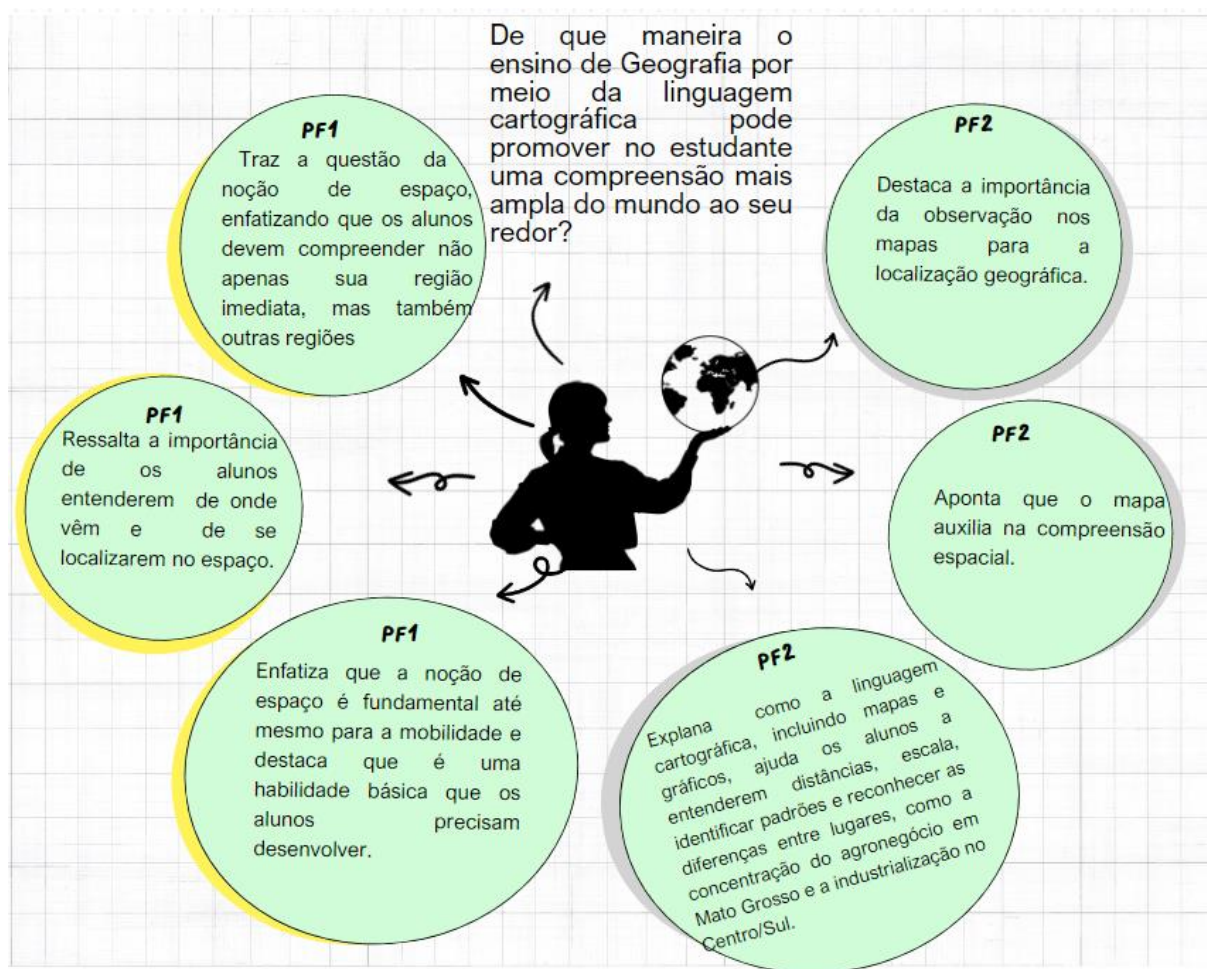 De que maneira o
ensino de Geografia por
meio da linguagem
cartográfica pode
promover no estudante
uma compreensão mais
ampla do mundo ao seu
redor?
PF1
Traz a questão da
noção de espaço,
enfatizando que os alunos
devem compreender não
apenas sua região
imediata, mas também
outras regiões
PF1
Ressalta a importância
de os alunos
entenderem de onde
vêm e de se
localizarem no espaço.
PF1
Enfatiza que a noção de
espaço é fundamental até
mesmo para a mobilidade e
destaca que é uma
habilidade básica que os
alunos precisam
desenvolver.
PF2
Destaca a importância
da observação nos
mapas para a
localização geográfica.
PF2
Aponta que o mapa
auxilia na compreensão
espacial.
PF2
Explana como a linguagem
cartográfica, incluindo mapas e
gráficos, ajuda os alunos a
entenderem distâncias, escala,
identificar padrões e reconhecer as
diferenças entre lugares, como a
concentração do agronegócio em
Mato Grosso e a industrialização no
Centro/Sul.